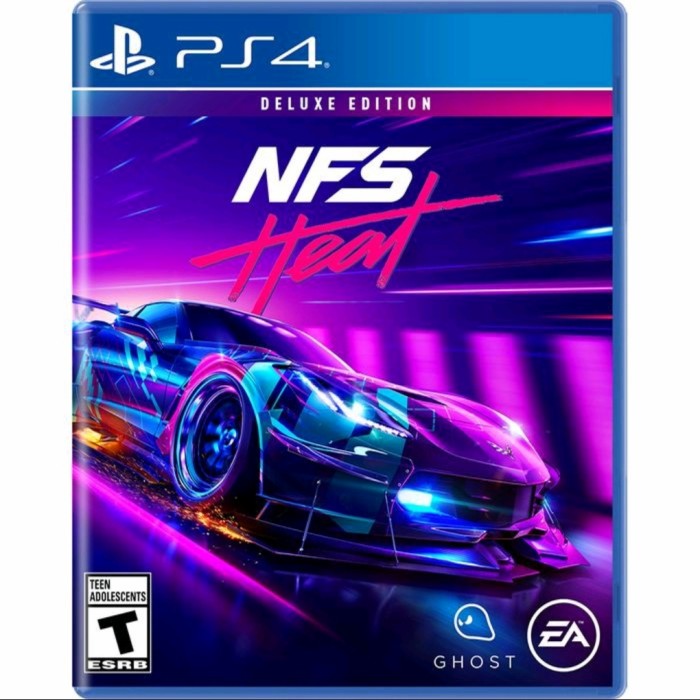 PS4
DELUXE EDITION
NFS
Heat
TEEN
ADOLESCENTS
T
ESRB
GHOST
EA